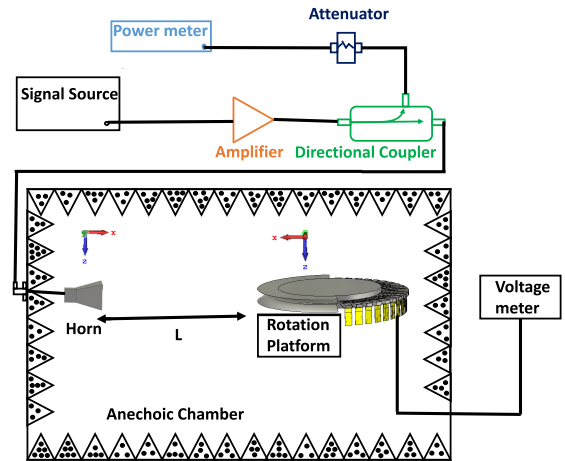 Attenuator
Power meter
Signal Source
Amplifier
Directional Coupler
x
z
x
z
Horn
L
Rotation
Platform
Voltage
meter
Anechoic Chamber